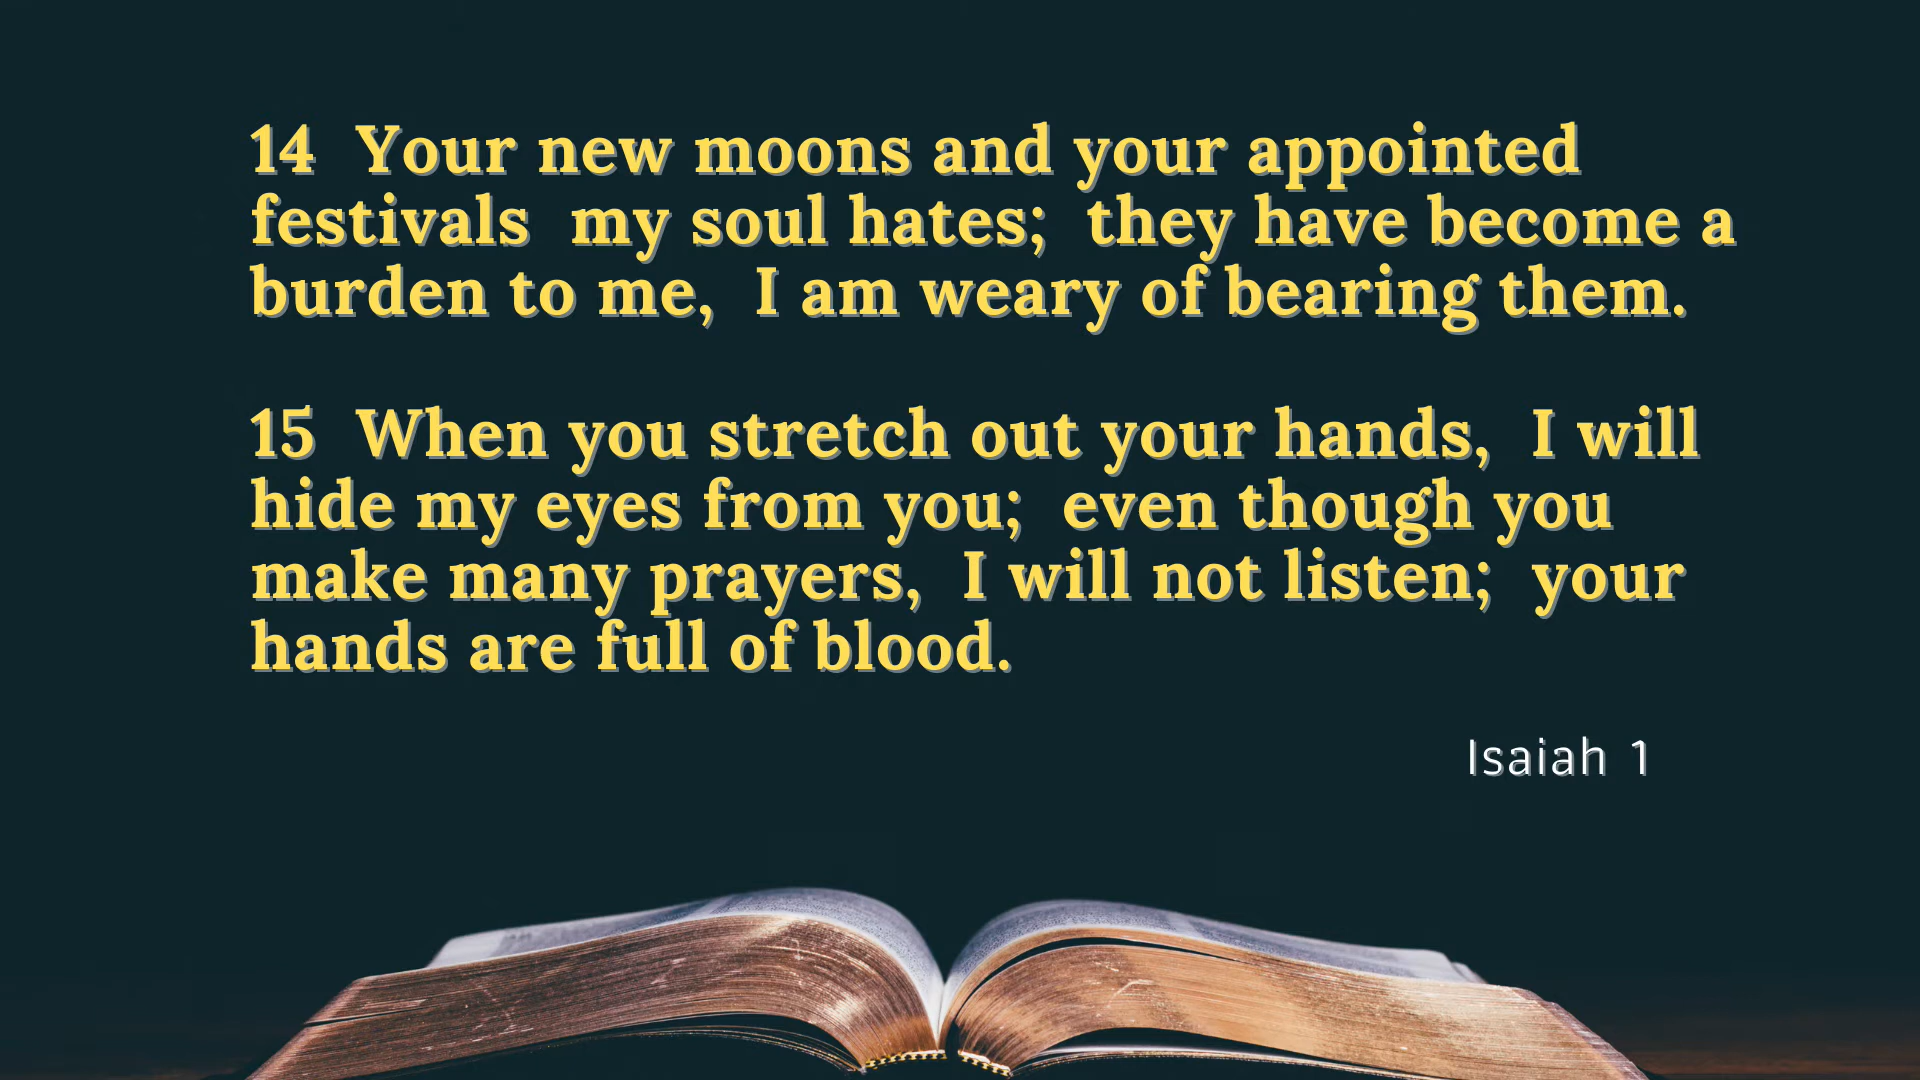 14  Your new moons and your appointed
festivals  my soul hates;  they have become a
burden to me,  I am weary of bearing them.
15  When you stretch out your hands,  I will
hide my eyes from you;  even though you
make many prayers,  I will not listen;  your
hands are full of blood.
Isaiah 1